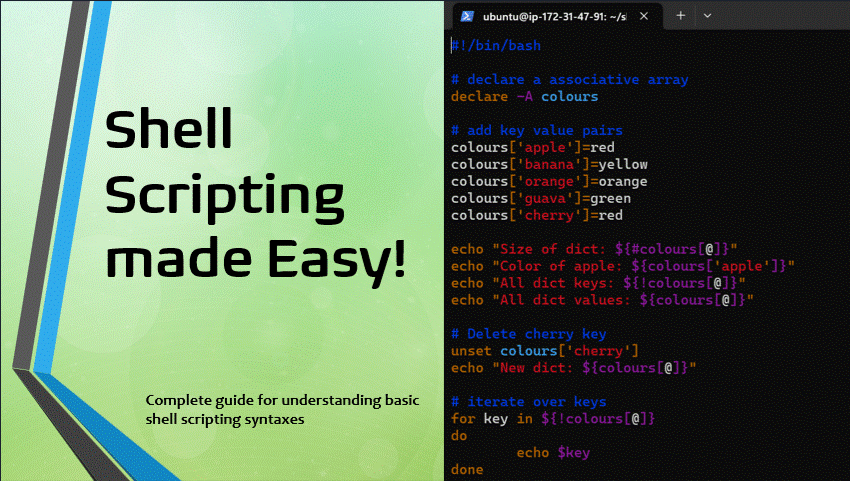 Shell
Scripting
made Easy!
Complete guide for understanding basic
shell scripting syntaxes
ubuntu@ip-172-31-47-91: ~/sl
#!/bin/bash
# declare a associative array
declare -A colours
# add key value pairs
colours['apple']=red
colours['banana']=yellow
colours['orange']=orange
colours['guava']=green
colours['cherry']=red
echo "Size of dict: ${#colours[@]}"
echo "Color of apple: ${colours['apple']}"
echo "All dict keys: ${!colours[@]}"
echo "All dict values: ${colours[@]}"
# Delete cherry key
unset colours['cherry']
echo "New dict: ${colours[@]}"
# iterate over keys
for key in ${!colours[@]}
do
        echo $key
done